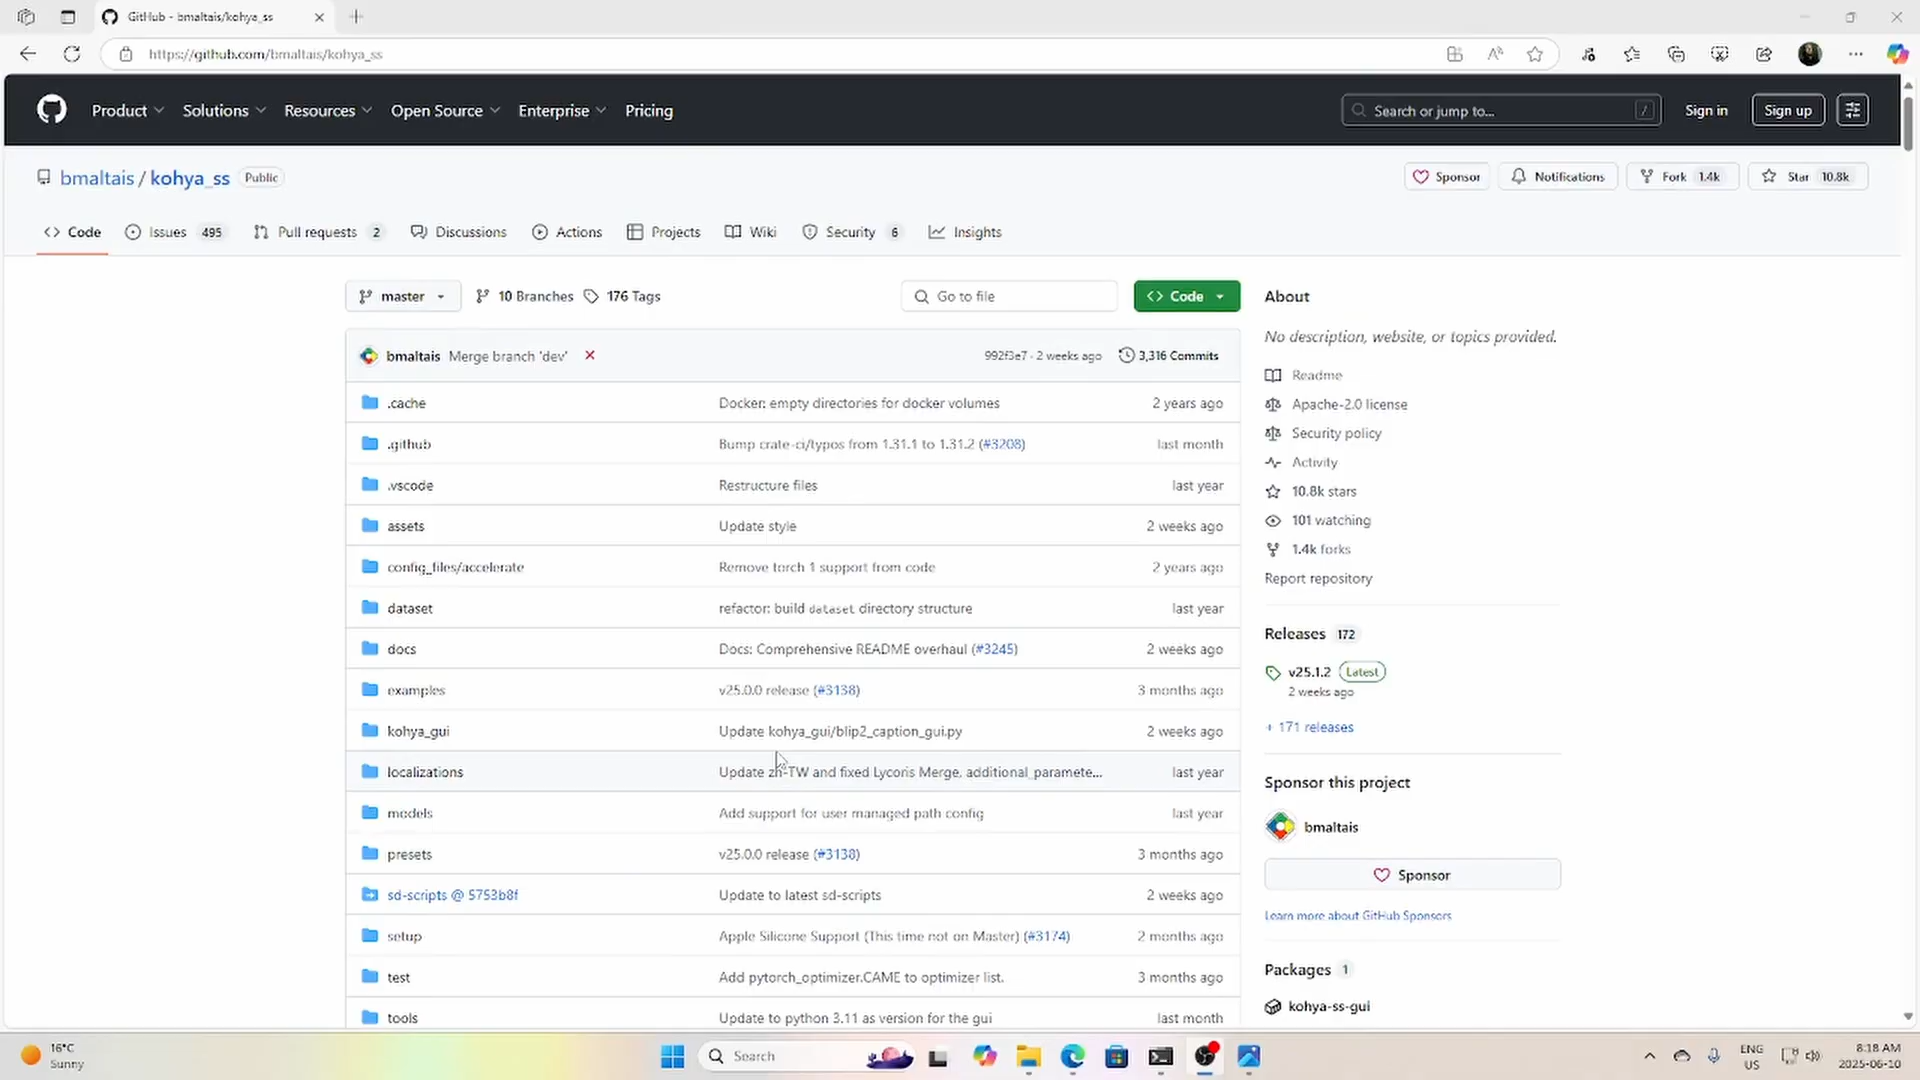 GitHub - bmaltais/kohya_ss
https://github.com/bmaltais/kohya_ss
Product Solutions Resources Open Source Enterprise Pricing Search or jump to... / Sign in Sign up
bmaltais / kohya_ss Public Sponsor Notifications Fork 1.4k Star 10.8k
Code Issues 495 Pull requests 2 Discussions Actions Projects Wiki Security 6 Insights
master 10 Branches 176 Tags Go to file Code
bmaltais Merge branch 'dev' 992f3e7 · 2 weeks ago 3,316 Commits
.cache Docker: empty directories for docker volumes 2 years ago
.github Bump crate-ci/typos from 1.31.1 to 1.31.2 (#3208) last month
.vscode Restructure files last year
assets Update style 2 weeks ago
config_files/accelerate Remove torch 1 support from code 2 years ago
dataset refactor: build dataset directory structure last year
docs Docs: Comprehensive README overhaul (#3245) 2 weeks ago
examples v25.0.0 release (#3138) 3 months ago
kohya_gui Update kohya_gui/blip2_caption_gui.py 2 weeks ago
localizations Update zh-TW and fixed Lycoris Merge, additional_paramete... last year
models Add support for user managed path config last year
presets v25.0.0 release (#3138) 3 months ago
sd-scripts @ 5753b8f Update to latest sd-scripts 2 weeks ago
setup Apple Silicone Support (This time not on Master) (#3174) 2 months ago
test Add pytorch_optimizer.CAME to optimizer list. 3 months ago
tools Update to python 3.11 as version for the gui last month
About
No description, website, or topics provided.
Readme
Apache-2.0 license
Security policy
Activity
10.8k stars
101 watching
1.4k forks
Report repository
Releases 172
v25.1.2 Latest
2 weeks ago
+ 171 releases
Sponsor this project
bmaltais
Sponsor
Learn more about GitHub Sponsors
Packages 1
kohya-ss-gui
16°C
Sunny
Search
ENG
US
8:18 AM
2025-06-10